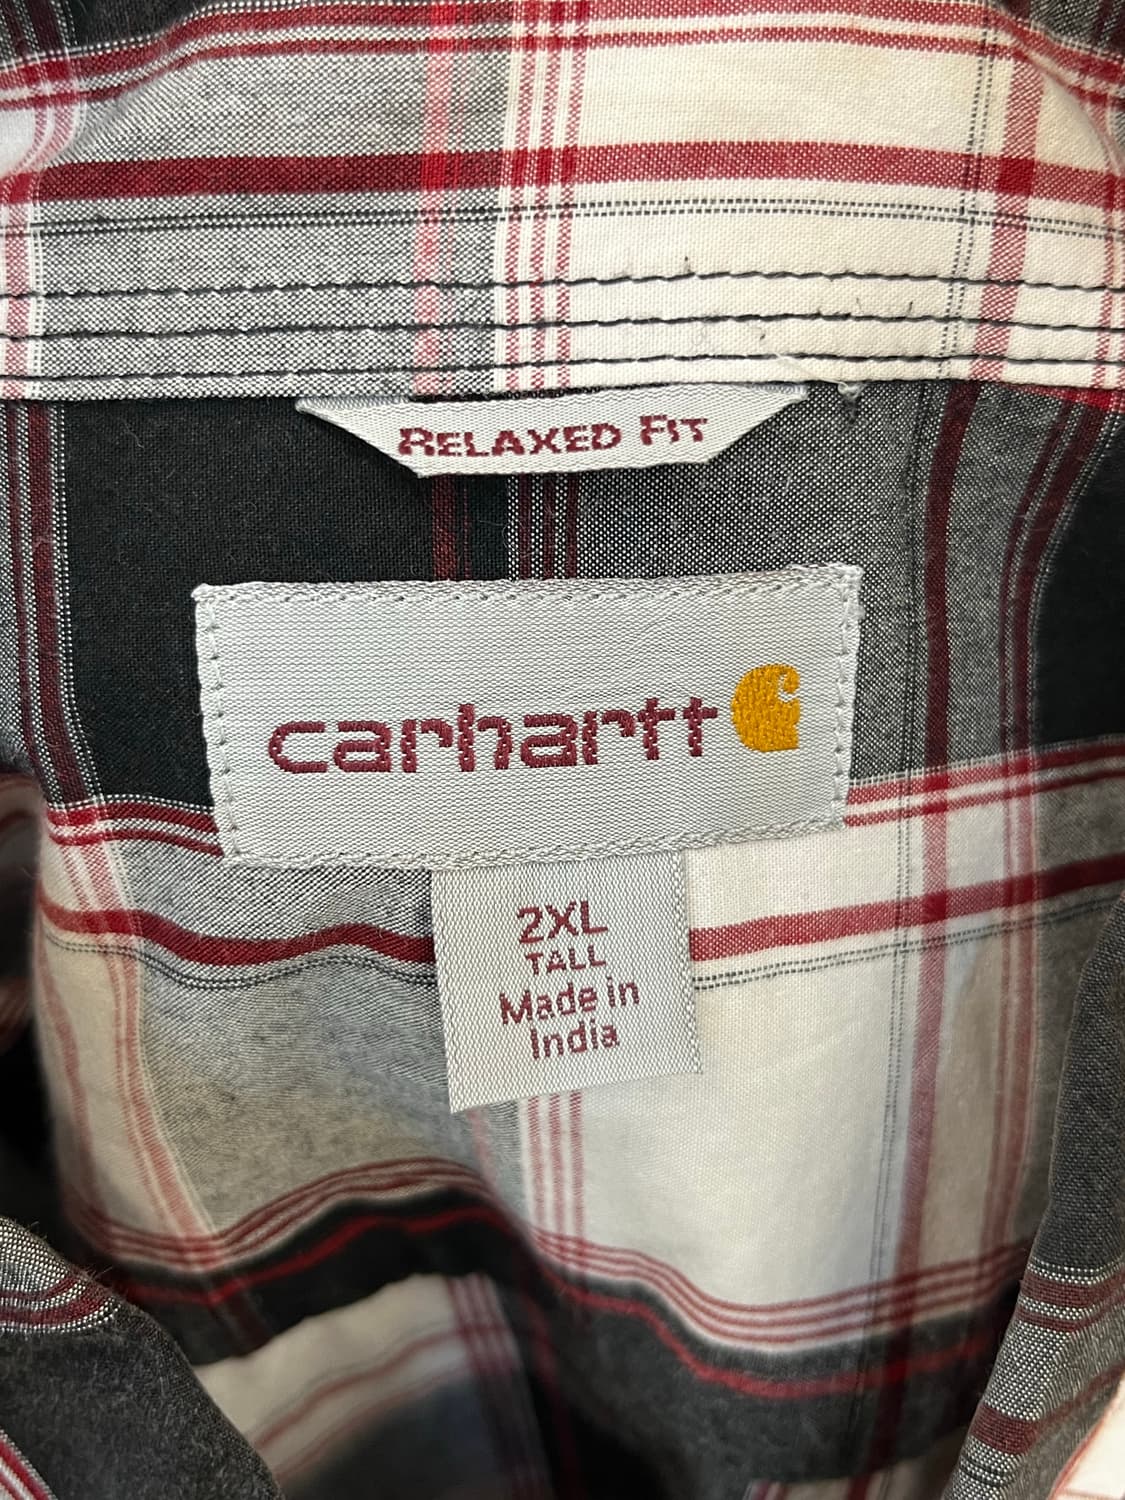 RELAXED FIT
carhartt
2XL
TALL
Made in
India